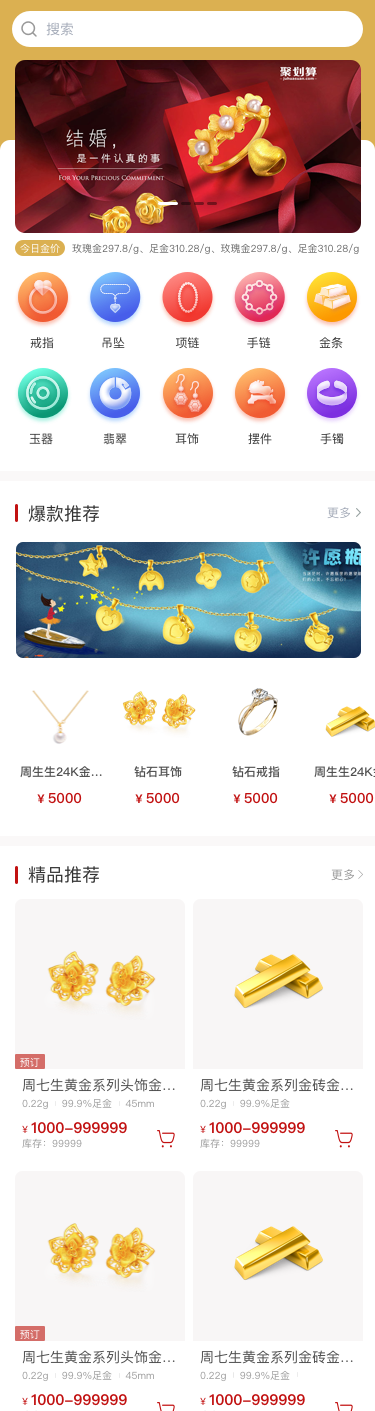 搜索
聚划算
juhuasuan.com
结婚，
是一件认真的事
For Your Precious Commitment
今日金价 玫瑰金297.8/g、足金310.28/g、玫瑰金297.8/g、足金310.28/g
戒指 吊坠 项链 手链 金条
玉器 翡翠 耳饰 摆件 手镯
爆款推荐 更多
许愿瓶
周生生24K金... 钻石耳饰 钻石戒指 周生生24K
¥ 5000 ¥ 5000 ¥ 5000 ¥ 5000
精品推荐 更多
预订
周七生黄金系列头饰金... 周七生黄金系列金砖金...
0.22g 99.9%足金 45mm 0.22g 99.9%足金
¥ 1000-999999 ¥ 1000-999999
库存：99999 库存：99999
预订
周七生黄金系列头饰金... 周七生黄金系列金砖金...
0.22g 99.9%足金 45mm 0.22g 99.9%足金
¥ 1000-999999 ¥ 1000-999999